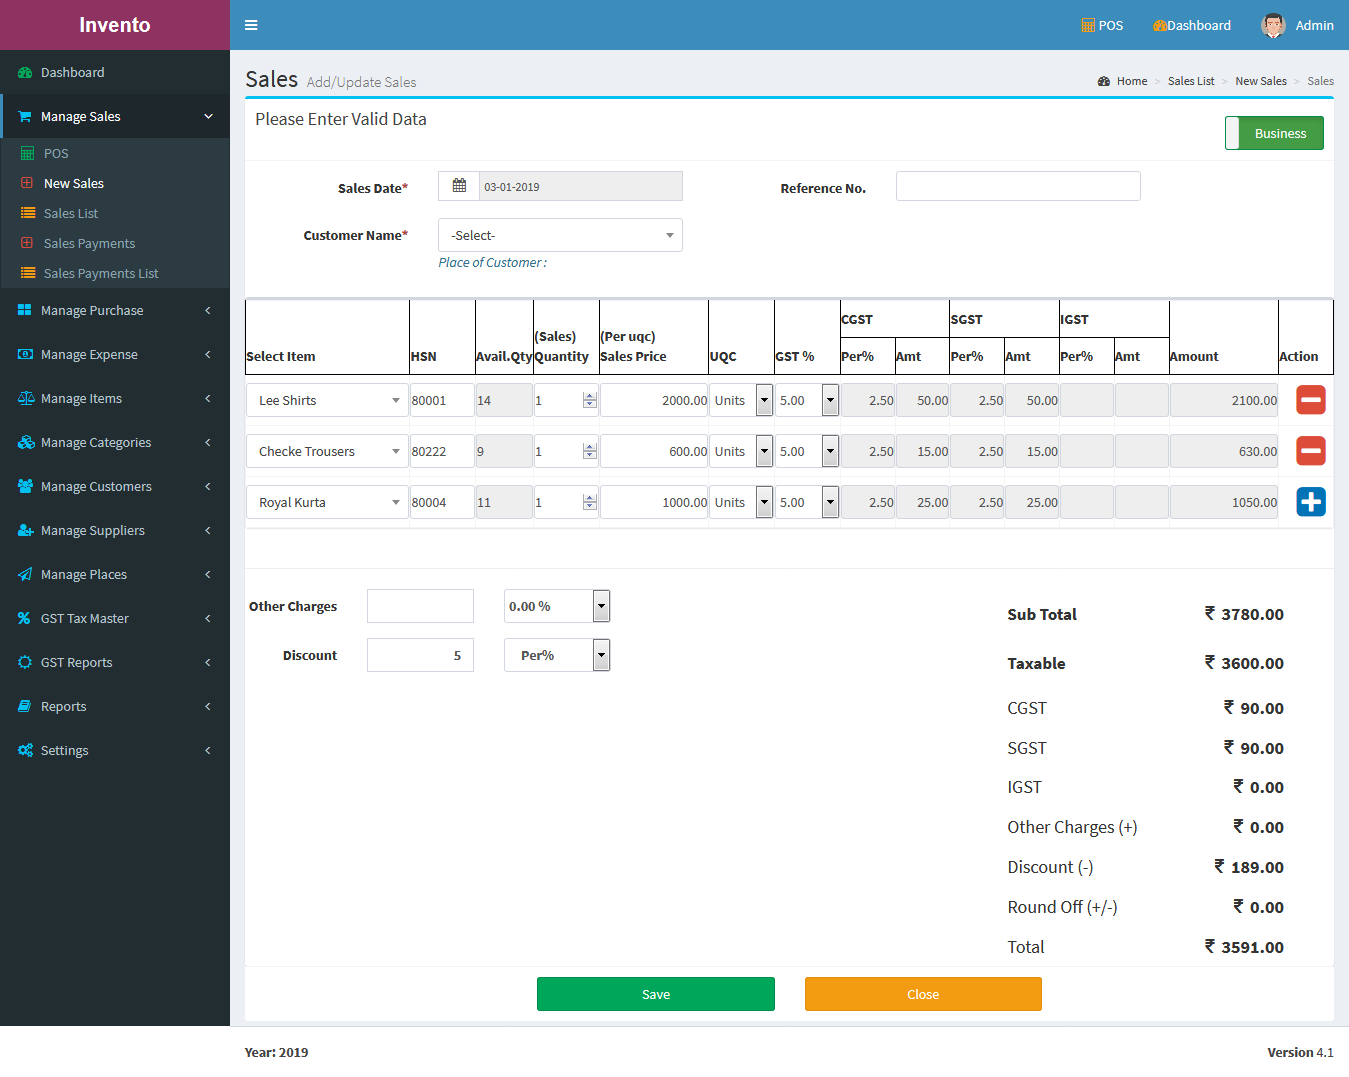 Invento
POS Dashboard Admin
Dashboard
Manage Sales
POS
New Sales
Sales List
Sales Payments
Sales Payments List
Manage Purchase
Manage Expense
Manage Items
Manage Categories
Manage Customers
Manage Suppliers
Manage Places
GST Tax Master
GST Reports
Reports
Settings
Sales Add/Update Sales
Home > Sales List > New Sales > Sales
Please Enter Valid Data
Business
Sales Date* 03-01-2019 Reference No.
Customer Name* -Select-
Place of Customer :
CGST SGST IGST
(Sales) (Per uqc)
Select Item HSN Avail.Qty Quantity Sales Price UQC GST % Per% Amt Per% Amt Per% Amt Amount Action
Lee Shirts 80001 14 1 2000.00 Units 5.00 2.50 50.00 2.50 50.00 2100.00
Checke Trousers 80222 9 1 600.00 Units 5.00 2.50 15.00 2.50 15.00 630.00
Royal Kurta 80004 11 1 1000.00 Units 5.00 2.50 25.00 2.50 25.00 1050.00
Other Charges 0.00 %
Discount 5 Per%
Sub Total ₹ 3780.00
Taxable ₹ 3600.00
CGST ₹ 90.00
SGST ₹ 90.00
IGST ₹ 0.00
Other Charges (+) ₹ 0.00
Discount (-) ₹ 189.00
Round Off (+/-) ₹ 0.00
Total ₹ 3591.00
Save Close
Year: 2019 Version 4.1